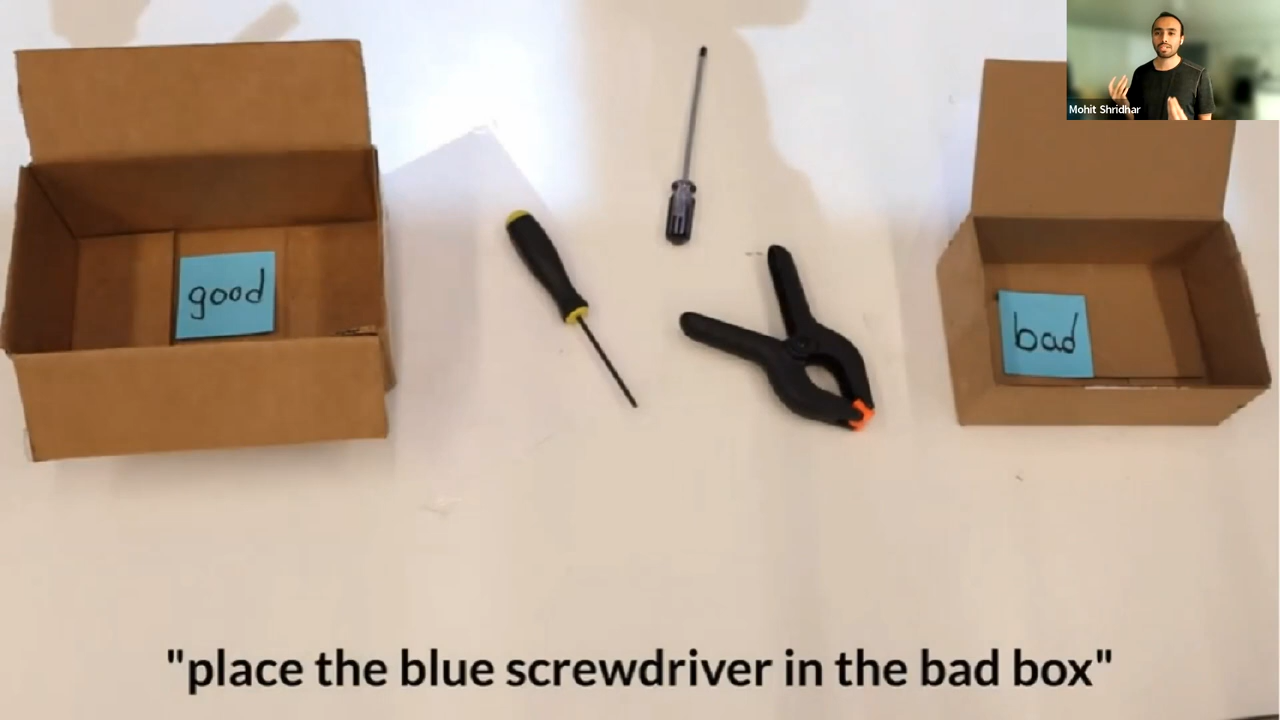 Mohit Shridhar
good
bad
"place the blue screwdriver in the bad box"